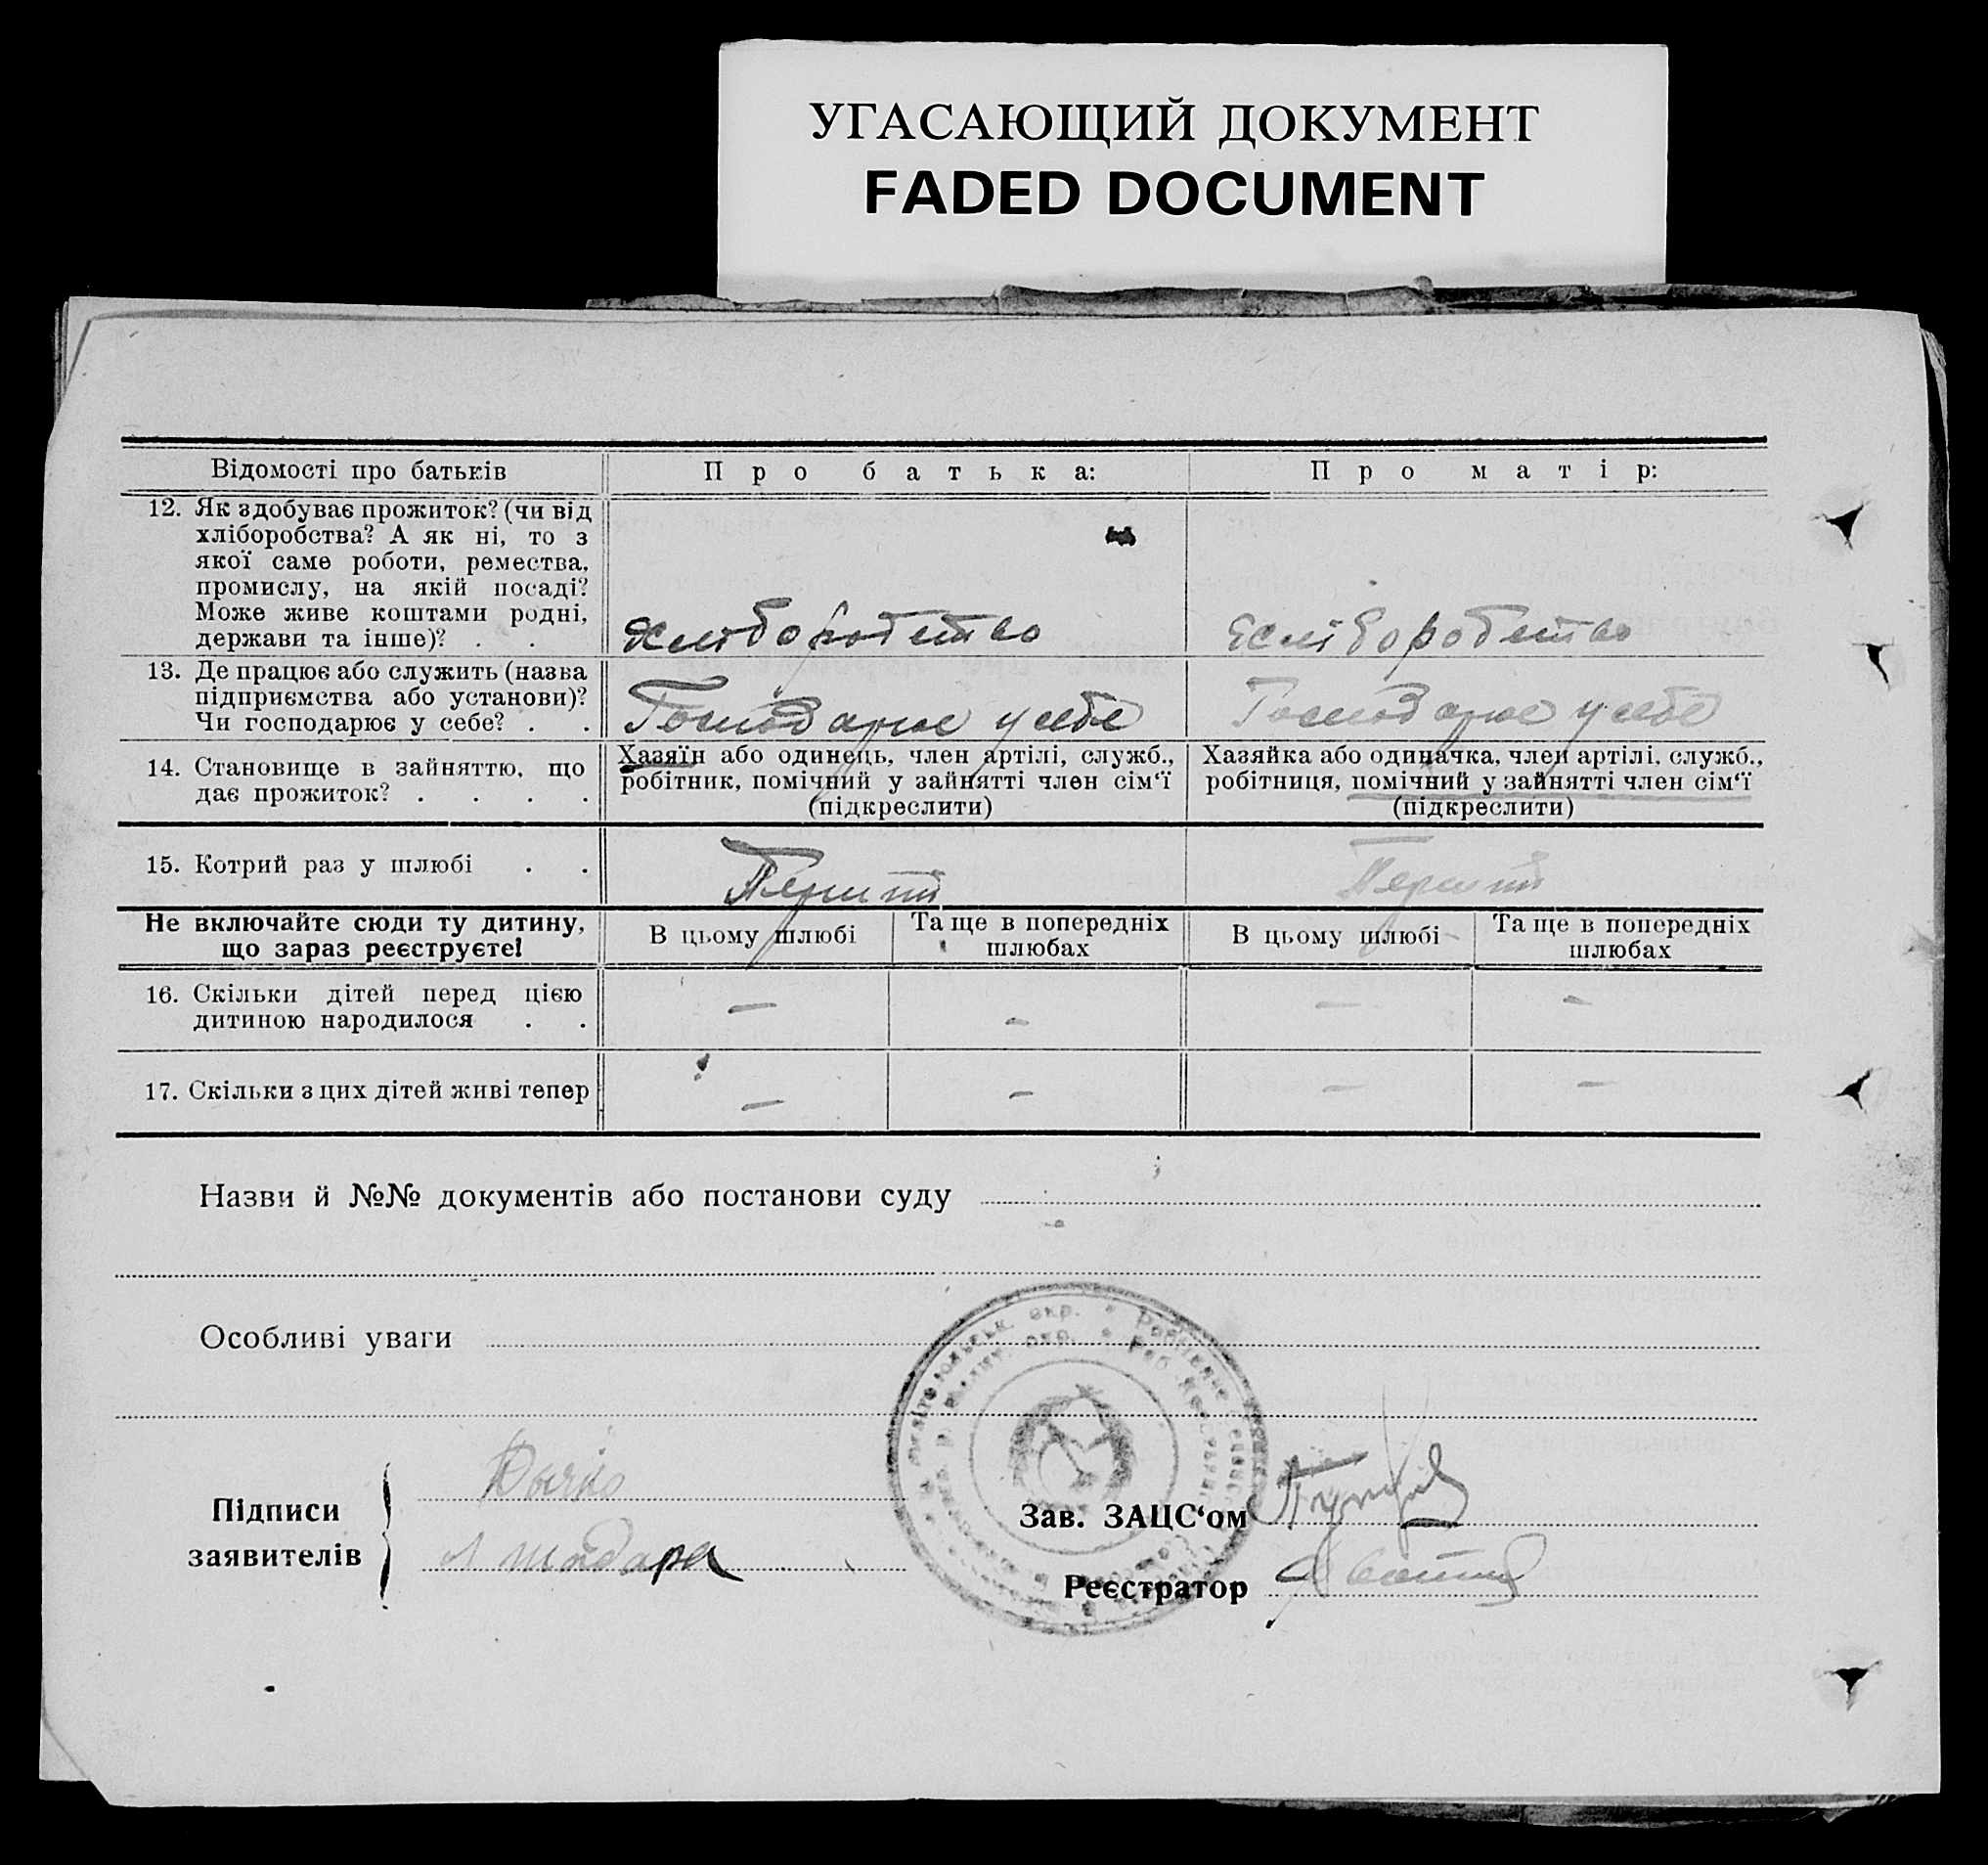 УГАСАЮЩИЙ ДОКУМЕНТ
FADED DOCUMENT
Відомості про батьків
Про батька:
Про матір:
12. Як здобуває прожиток? (чи від
хліборобства? А як ні, то з
якої саме роботи, ремества,
промислу, на якій посаді?
Може живе коштами родні,
держави та інше)? . .
хліборобство
хліборобство
13. Де працює або служить (назва
підприємства або установи)?
Чи господарює у себе? . .
Господарює у себе
Господарює у себе
14. Становище в зайняттю, що
дає прожиток? . . . .
Хазяїн або одинець, член артілі, служб.,
робітник, помічний у зайнятті член сім‘ї
(підкреслити)
Хазяйка або одиначка, член артілі, служб.,
робітниця, помічний у зайнятті член сім‘ї
(підкреслити)
15. Котрий раз у шлюбі . .
Перший
Перший
Не включайте сюди ту дитину,
що зараз реєструєте!
В цьому шлюбі
Та ще в попередніх
шлюбах
В цьому шлюбі
Та ще в попередніх
шлюбах
16. Скільки дітей перед цією
дитиною народилося . .
— — — —
17. Скільки з цих дітей живі тепер
— — — —
Назви й №№ документів або постанови суду
Особливі уваги
Підписи
заявителів
Зав. ЗАЦС‘ом
Реєстратор